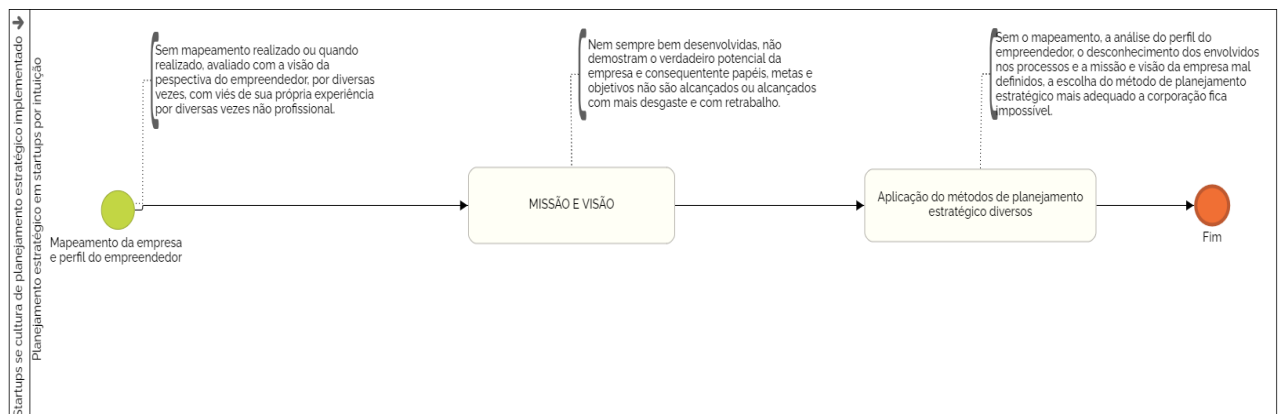 Startups se cultura de planejamento estratégico implementado
Planejamento estratégico em startups por intuição
Sem mapeamento realizado ou quando
realizado, avaliado com a visão da
pespectiva do empreendedor, por diversas
vezes, com viés de sua própria experiência
por diversas vezes não profissional.
Mapeamento da empresa
e perfil do empreendedor
Nem sempre bem desenvolvidas, não
demostram o verdadeiro potencial da
empresa e consequentente papéis, metas e
objetivos não são alcançados ou alcançados
com mais desgaste e com retrabalho.
MISSÃO E VISÃO
Sem o mapeamento, a análise do perfil do
empreendedor, o desconhecimento dos envolvidos
nos processos e a missão e visão da empresa mal
definidos, a escolha do método de planejamento
estratégico mais adequado a corporação fica
impossível.
Aplicação do métodos de planejamento
estratégico diversos
Fim